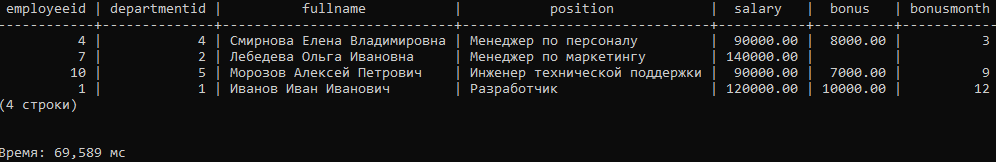 employeeid | departmentid | fullname | position | salary | bonus | bonusmonth
4 | 4 | Смирнова Елена Владимировна | Менеджер по персоналу | 90000.00 | 8000.00 | 3
7 | 2 | Лебедева Ольга Ивановна | Менеджер по маркетингу | 140000.00 | |
10 | 5 | Морозов Алексей Петрович | Инженер технической поддержки | 90000.00 | 7000.00 | 9
1 | 1 | Иванов Иван Иванович | Разработчик | 120000.00 | 10000.00 | 12
(4 строки)
Время: 69,589 мс